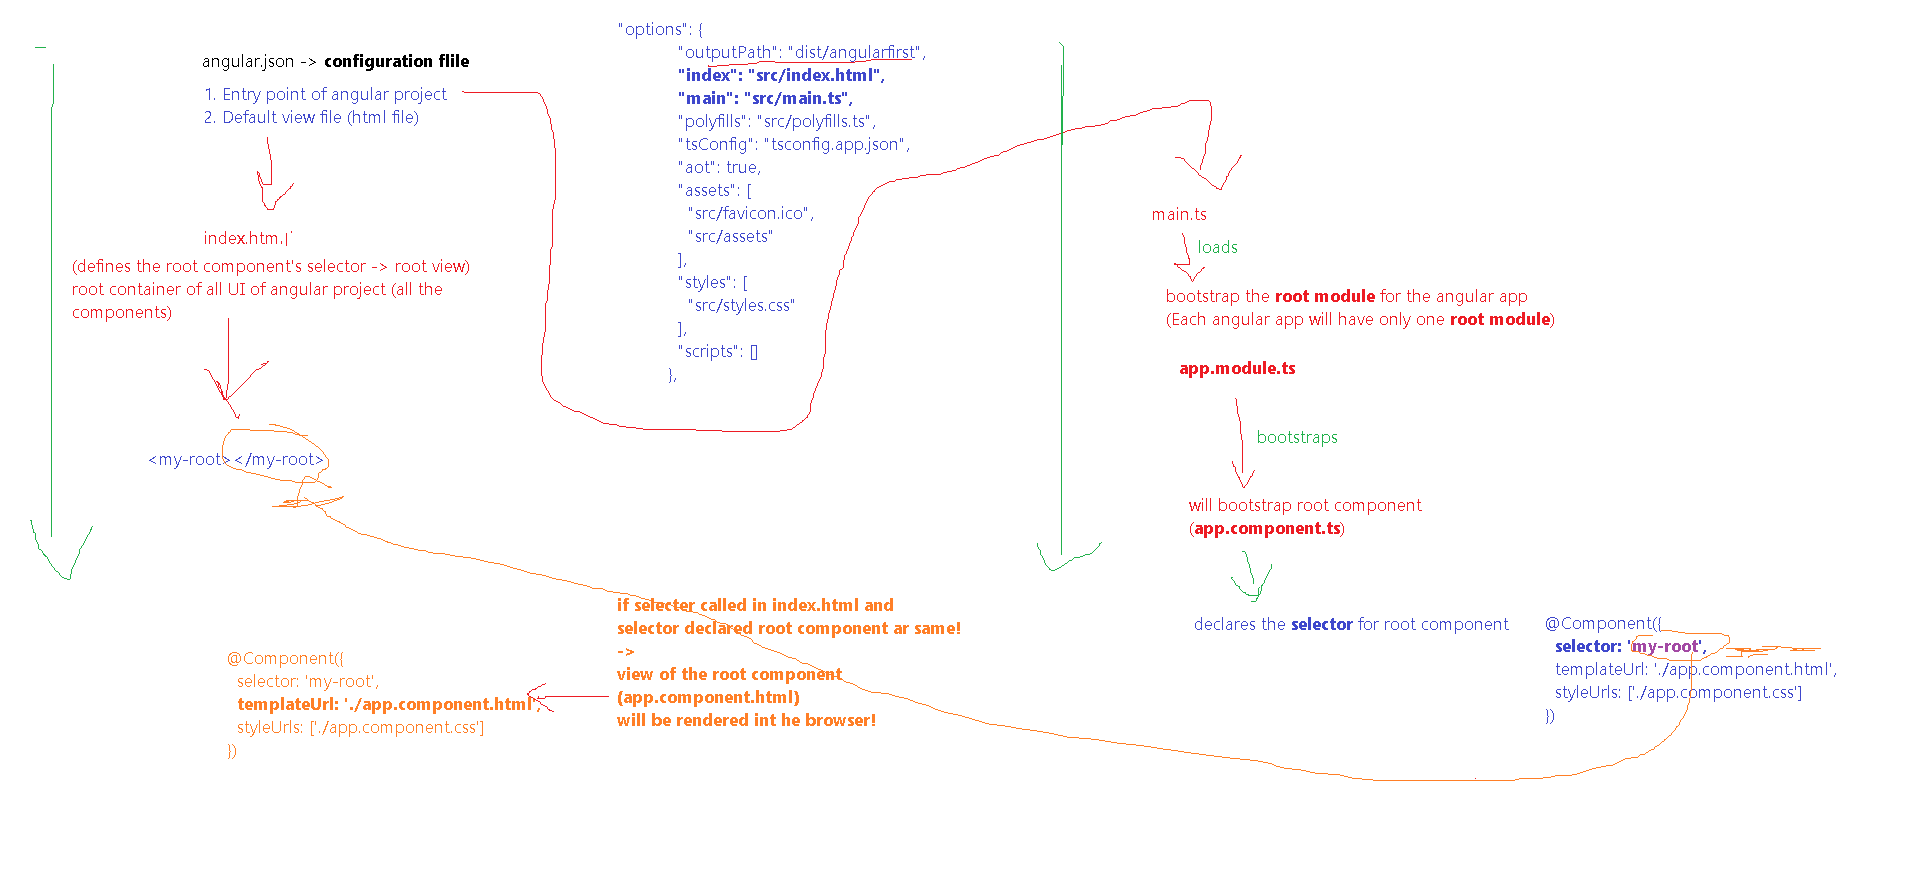 angular.json -> configuration flile
1. Entry point of angular project
2. Default view file (html file)
index.htm.l`
(defines the root component's selector -> root view)
root container of all UI of angular project (all the
components)
<my-root></my-root>
"options": {
"outputPath": "dist/angularfirst",
"index": "src/index.html",
"main": "src/main.ts",
"polyfills": "src/polyfills.ts",
"tsConfig": "tsconfig.app.json",
"aot": true,
"assets": [
"src/favicon.ico",
"src/assets"
],
"styles": [
"src/styles.css"
],
"scripts": []
},
main.ts
loads
bootstrap the root module for the angular app
(Each angular app will have only one root module)
app.module.ts
bootstraps
will bootstrap root component
(app.component.ts)
declares the selector for root component
@Component({
selector: 'my-root',
templateUrl: './app.component.html',
styleUrls: ['./app.component.css']
})
if selecter called in index.html and
selector declared root component ar same!
->
view of the root component
(app.component.html)
will be rendered int he browser!
@Component({
selector: 'my-root',
templateUrl: './app.component.html',
styleUrls: ['./app.component.css']
})